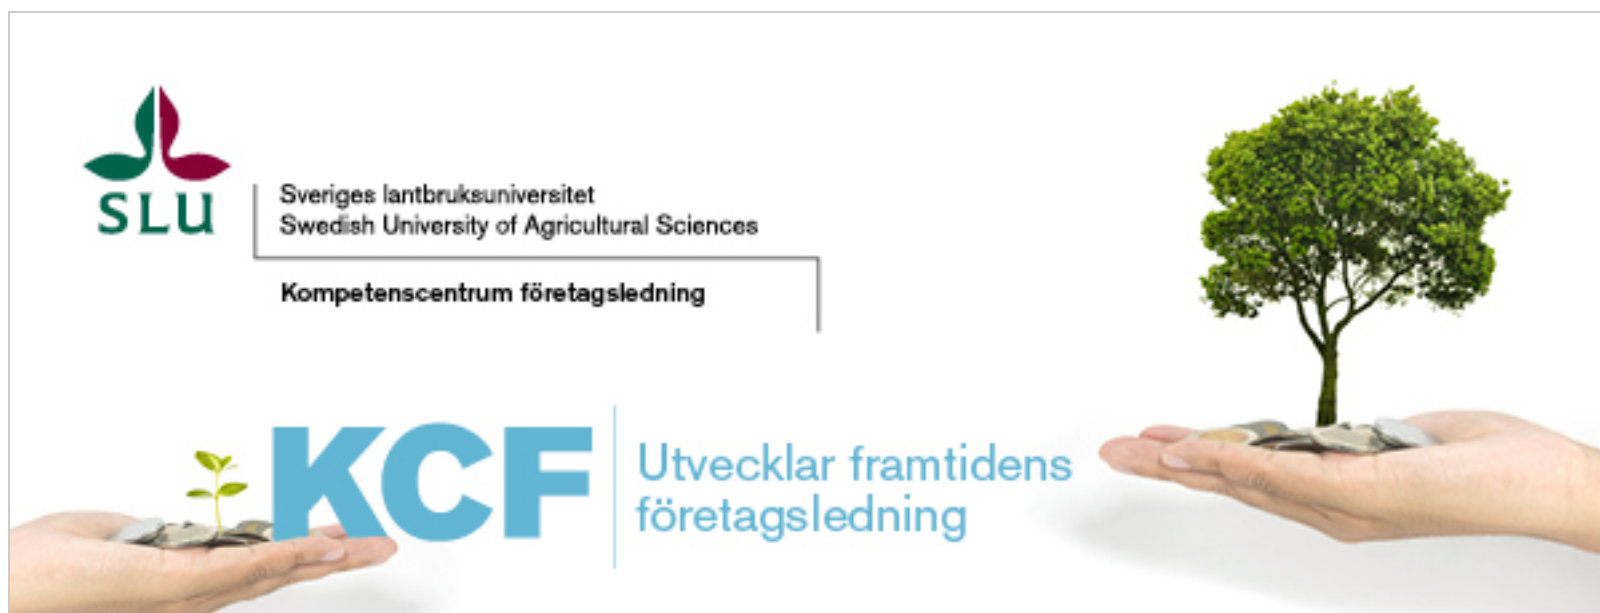 SLU
Sveriges lantbruksuniversitet
Swedish University of Agricultural Sciences
Kompetenscentrum företagsledning
KCF
Utvecklar framtidens
företagsledning